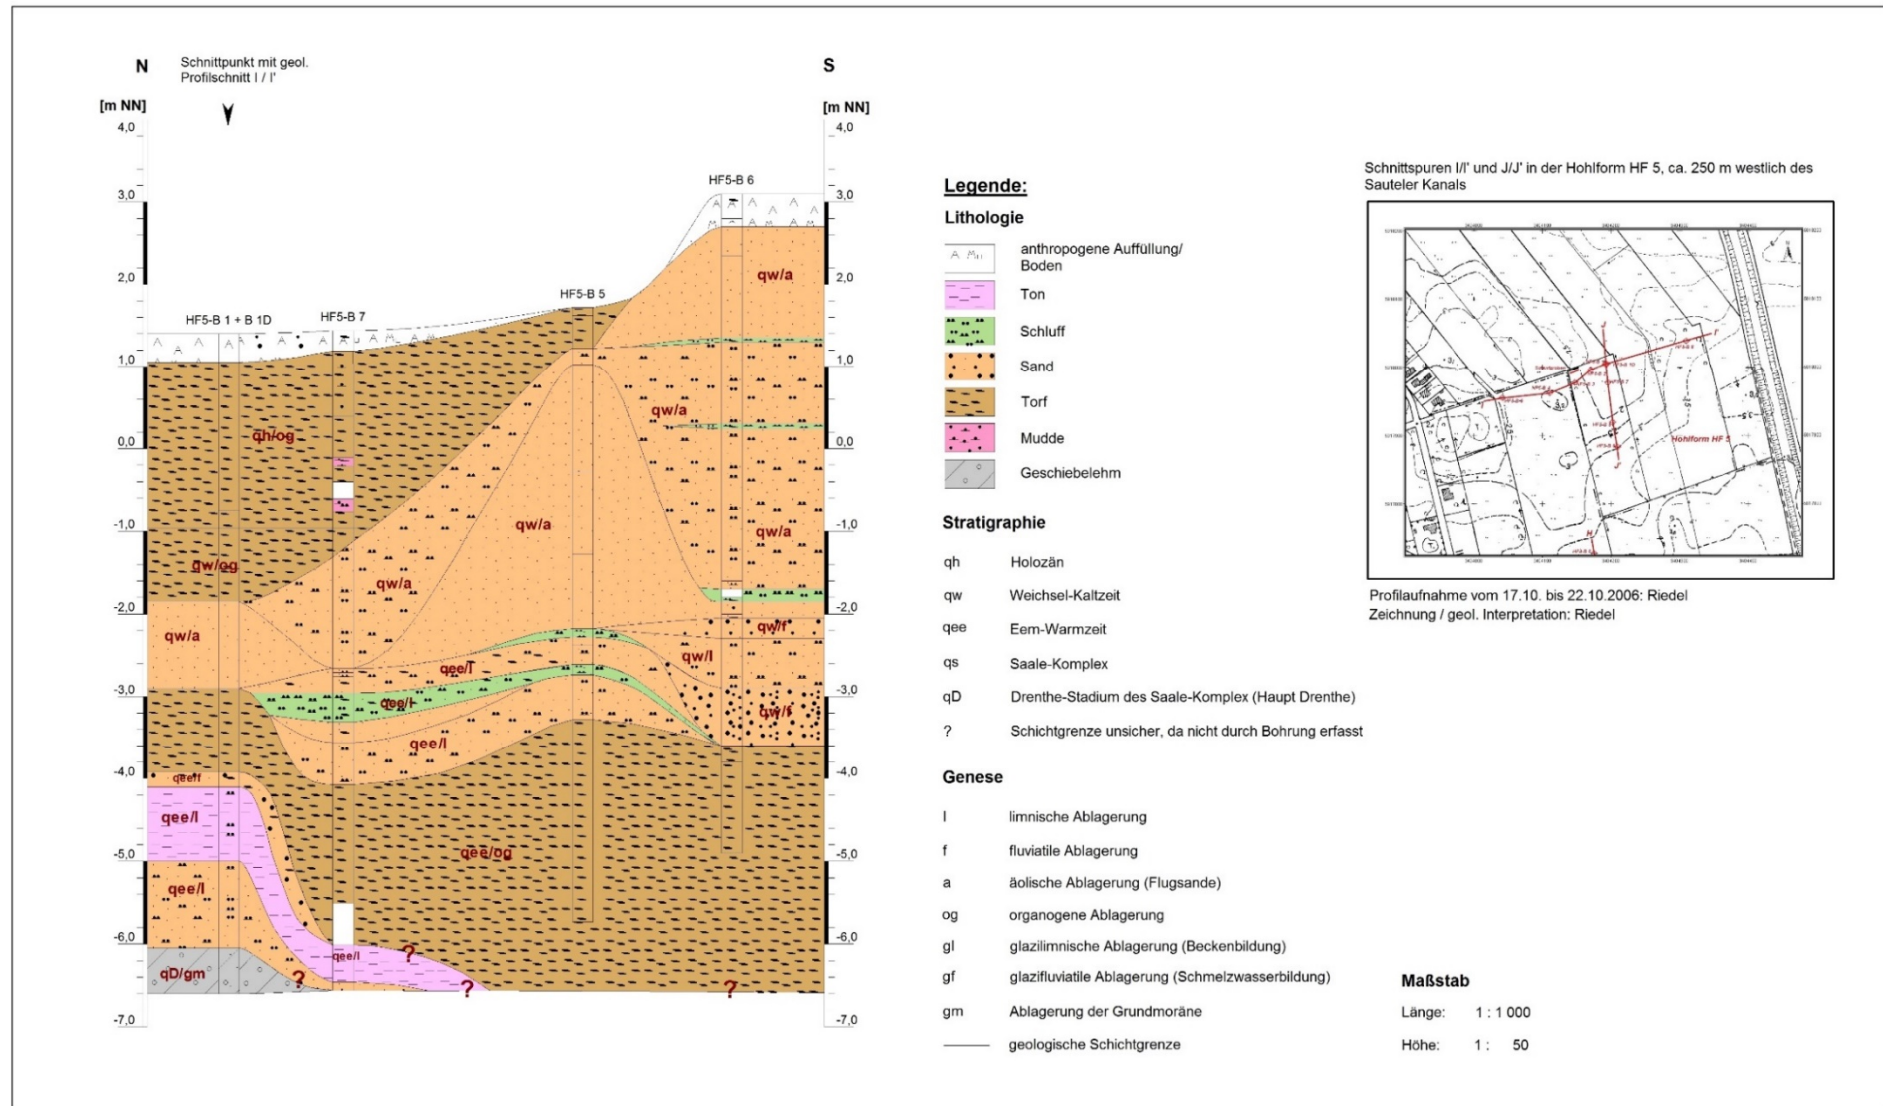 N
Schnittpunkt mit geol.
Profilschnitt I / I'
S
[m NN]
[m NN]
4,0
3,0
2,0
1,0
0,0
-1,0
-2,0
-3,0
-4,0
-5,0
-6,0
-7,0
4,0
3,0
2,0
1,0
0,0
-1,0
-2,0
-3,0
-4,0
-5,0
-6,0
-7,0
HF5-B 1 + B 1D
HF5-B 7
HF5-B 5
HF5-B 6
qw/a
qw/a
qh/og
qw/a
qw/a
qw/og
qw/a
qw/a
qw/f
qw/l
qee/l
qee/l
qw/f
qee/l
qee/f
qee/l
qee/og
qee/l
qee/l
qD/gm
?
?
?
?
Legende:
Lithologie
anthropogene Auffüllung/
Boden
Ton
Schluff
Sand
Torf
Mudde
Geschiebelehm
Stratigraphie
qh Holozän
qw Weichsel-Kaltzeit
qee Eem-Warmzeit
qs Saale-Komplex
qD Drenthe-Stadium des Saale-Komplex (Haupt Drenthe)
? Schichtgrenze unsicher, da nicht durch Bohrung erfasst
Genese
l limnische Ablagerung
f fluviatile Ablagerung
a äolische Ablagerung (Flugsande)
og organogene Ablagerung
gl glazilimnische Ablagerung (Beckenbildung)
gf glazifluviatile Ablagerung (Schmelzwasserbildung)
gm Ablagerung der Grundmoräne
geologische Schichtgrenze
Schnittspuren I/I' und J/J' in der Hohlform HF 5, ca. 250 m westlich des
Sauteler Kanals
Hohlform HF 5
Profilaufnahme vom 17.10. bis 22.10.2006: Riedel
Zeichnung / geol. Interpretation: Riedel
Maßstab
Länge: 1 : 1 000
Höhe: 1 : 50